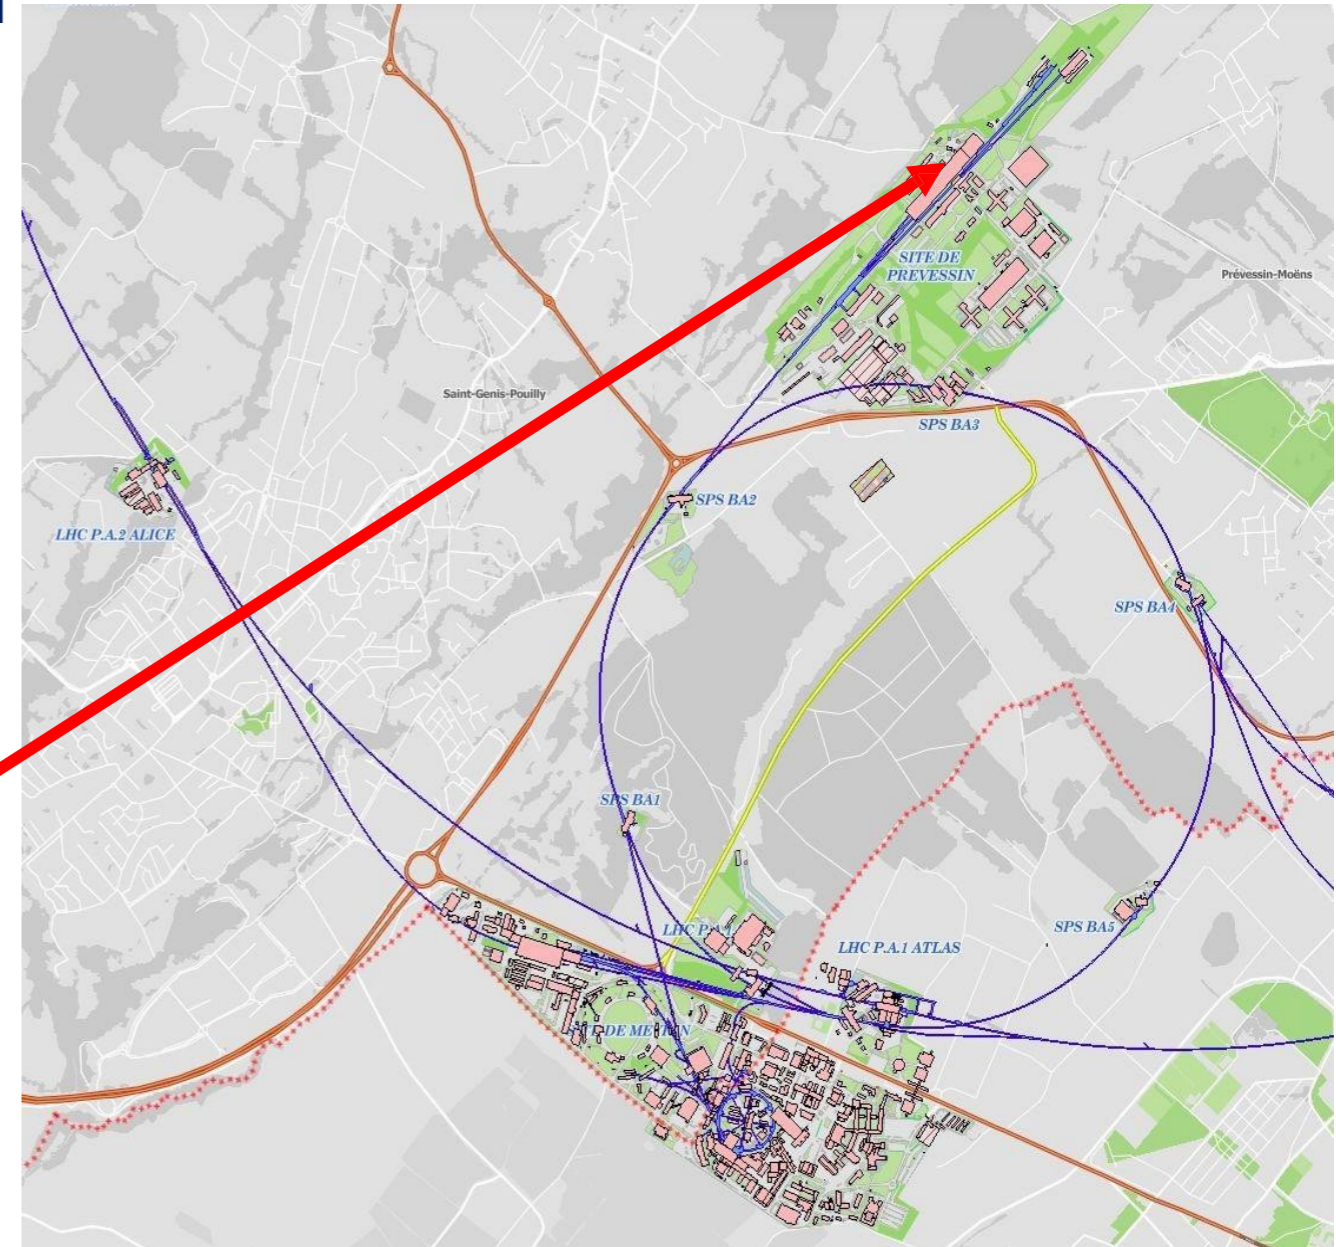 SITE DE
PREVESSIN
Prévessin-Moëns
Saint-Genis-Pouilly
SPS BA3
SPS BA2
LHC P.A.2 ALICE
SPS BA4
SPS BA1
SPS BA5
LHC P.A.1 ATLAS